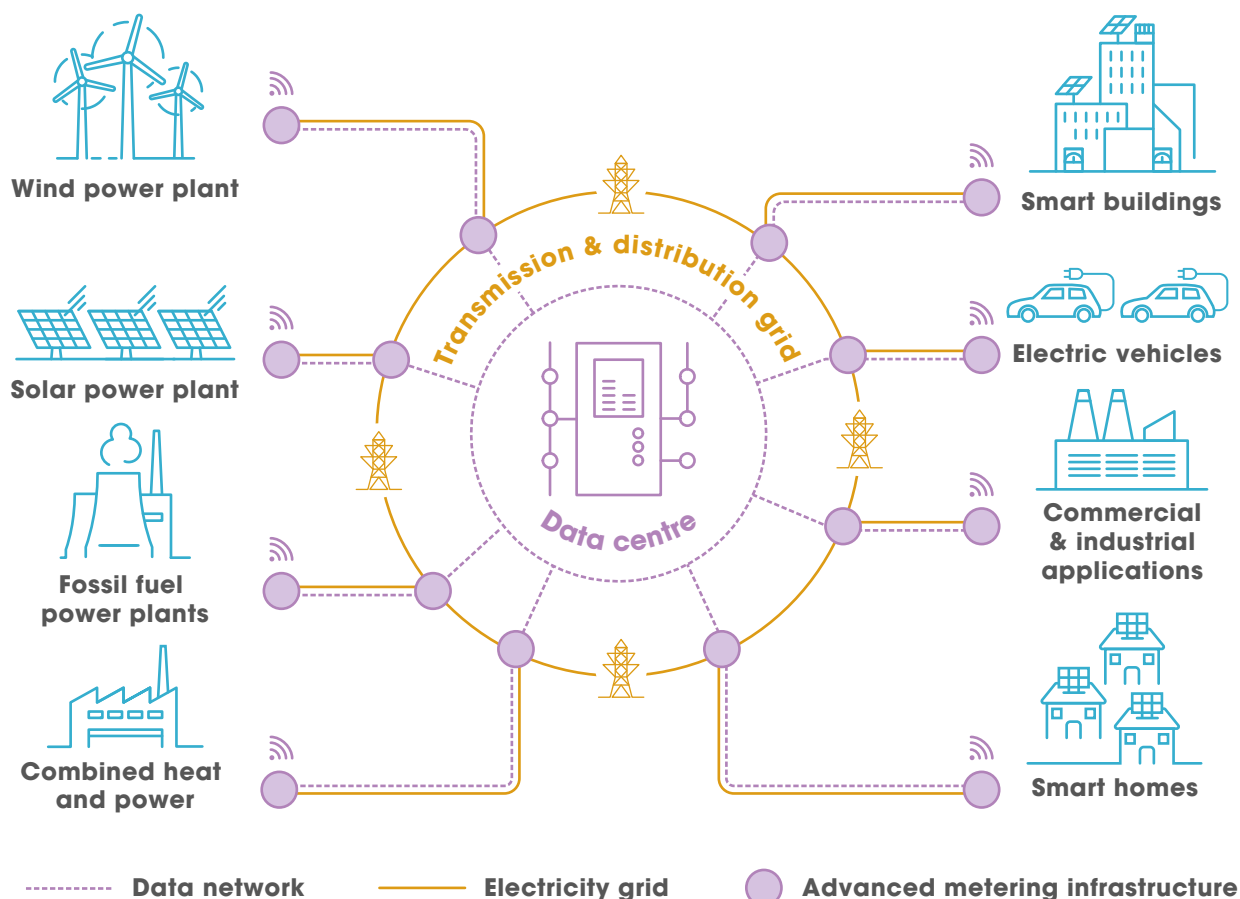 Wind power plant
Solar power plant
Fossil fuel
power plants
Combined heat
and power
Transmission & distribution grid
Data centre
Smart buildings
Electric vehicles
Commercial
& industrial
applications
Smart homes
Data network
Electricity grid
Advanced metering infrastructure